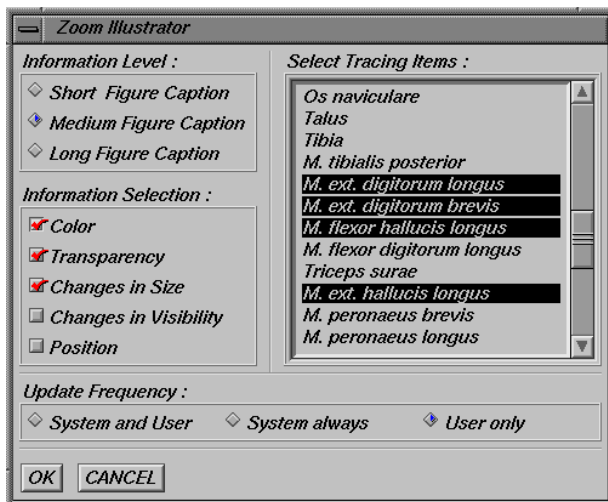 Zoom Illustrator
Information Level :
Short Figure Caption
Medium Figure Caption
Long Figure Caption
Information Selection :
Color
Transparency
Changes in Size
Changes in Visibility
Position
Select Tracing Items :
Os naviculare
Talus
Tibia
M. tibialis posterior
M. ext. digitorum longus
M. ext. digitorum brevis
M. flexor hallucis longus
M. flexor digitorum longus
Triceps surae
M. ext. hallucis longus
M. peronaeus brevis
M. peronaeus longus
Update Frequency :
System and User System always User only
OK CANCEL